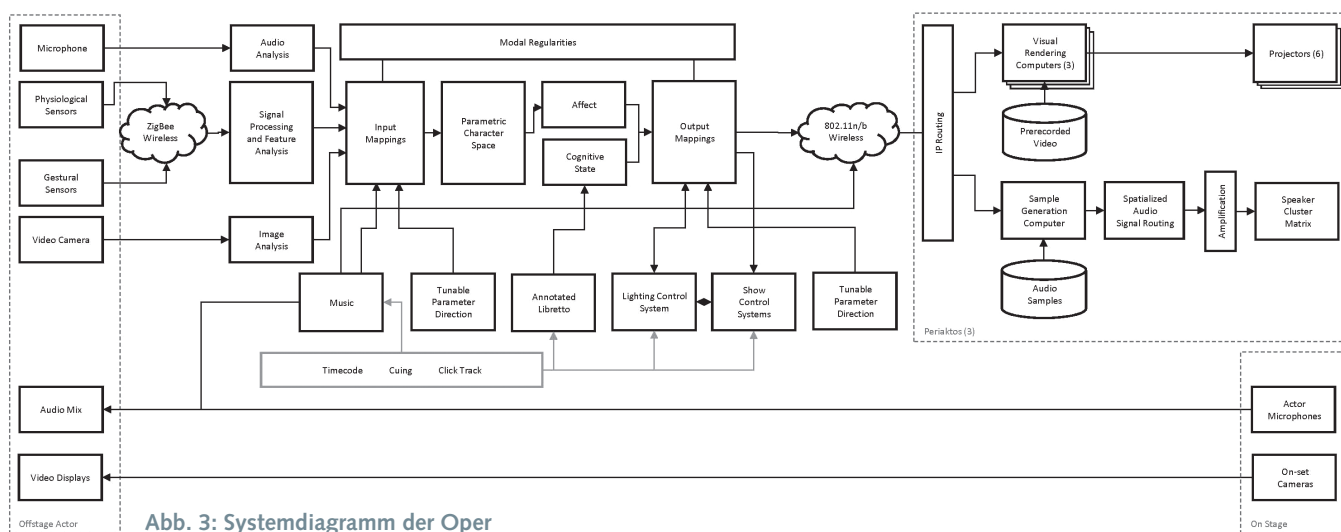 Microphone
Physiological
Sensors
Gestural
Sensors
Video Camera
ZigBee
Wireless
Audio
Analysis
Signal
Processing
and Feature
Analysis
Image
Analysis
Modal Regularities
Input
Mappings
Parametric
Character
Space
Affect
Cognitive
State
Output
Mappings
802.11n/b
Wireless
IP Routing
Visual
Rendering
Computers (3)
Projectors (6)
Prerecorded
Video
Sample
Generation
Computer
Spatialized
Audio
Signal Routing
Amplification
Speaker
Cluster
Matrix
Audio
Samples
Periaktos (3)
Music
Tunable
Parameter
Direction
Annotated
Libretto
Lighting Control
System
Show
Control
Systems
Tunable
Parameter
Direction
Timecode Cuing Click Track
Audio Mix
Video Displays
Offstage Actor
Actor
Microphones
On-set
Cameras
On Stage
Abb. 3: Systemdiagramm der Oper